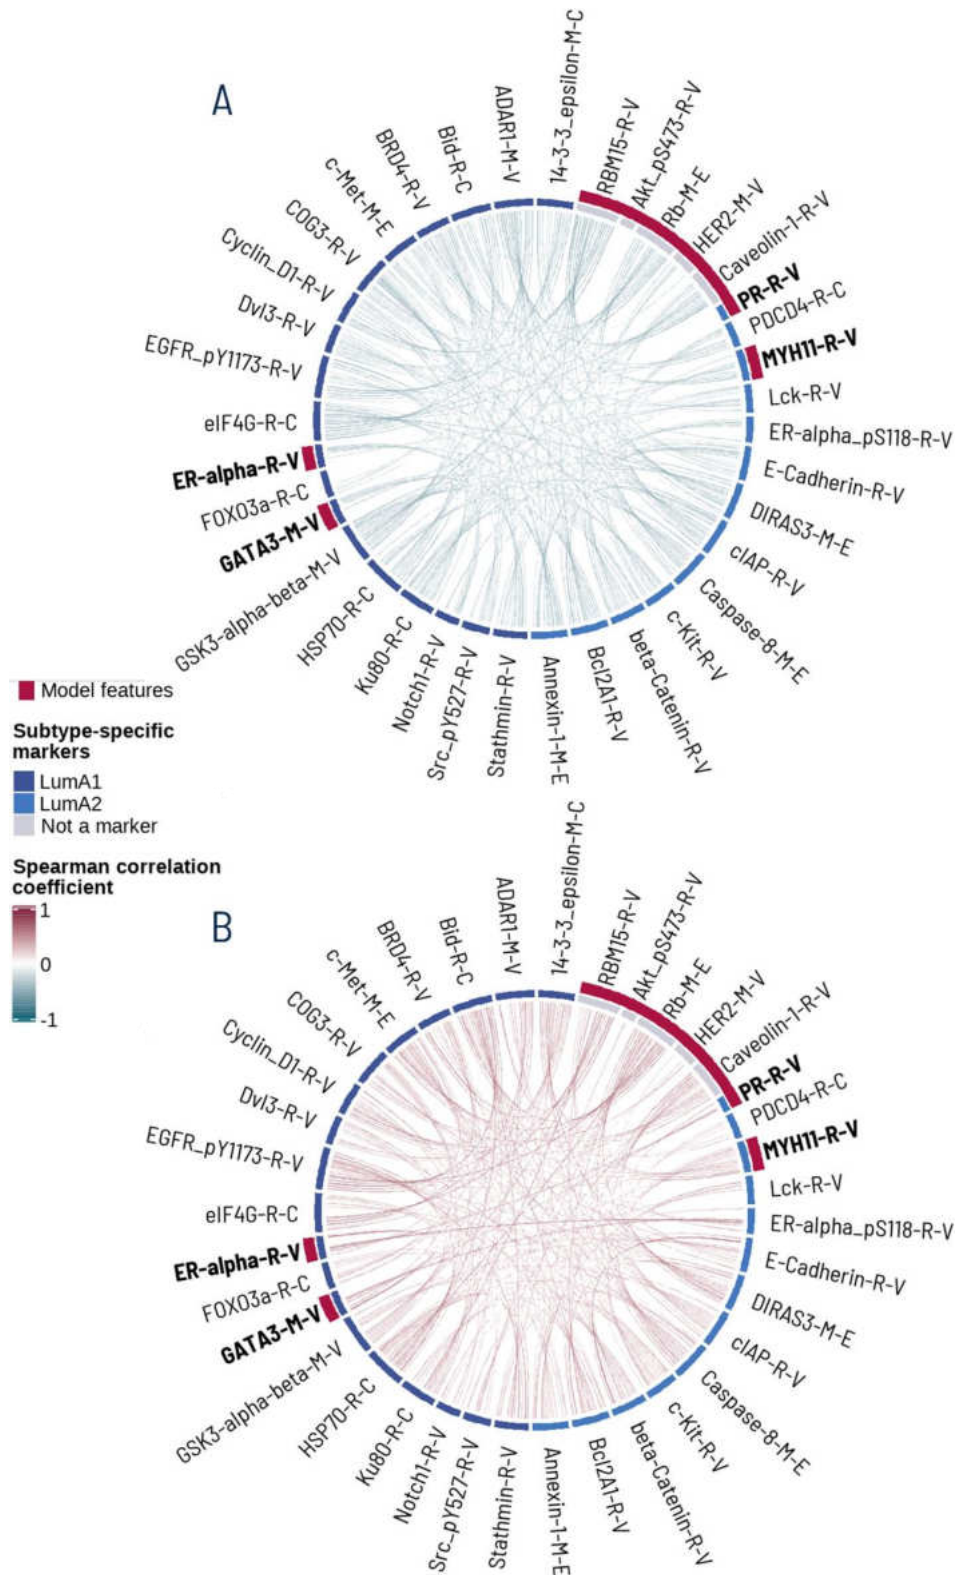 A
14-3-3_epsilon-M-C
RBM15-R-V
Akt_pS473-R-V
Rb-M-E
HER2-M-V
Caveolin-1-R-V
PR-R-V
PDCD4-R-C
MYH11-R-V
Lck-R-V
ER-alpha_pS118-R-V
E-Cadherin-R-V
DIRAS3-M-E
cIAP-R-V
Caspase-8-M-E
c-Kit-R-V
beta-Catenin-R-V
Bcl2A1-R-V
Annexin-1-M-E
Stathmin-R-V
Src_pY527-R-V
Notch1-R-V
Ku80-R-C
HSP70-R-C
GSK3-alpha-beta-M-V
GATA3-M-V
FOXO3a-R-C
ER-alpha-R-V
eIF4G-R-C
EGFR_pY1173-R-V
Dvl3-R-V
Cyclin_D1-R-V
COG3-R-V
c-Met-M-E
BRD4-R-V
Bid-R-C
ADAR1-M-V
Model features
Subtype-specific
markers
LumA1
LumA2
Not a marker
Spearman correlation
coefficient
1
0
-1
B
14-3-3_epsilon-M-C
RBM15-R-V
Akt_pS473-R-V
Rb-M-E
HER2-M-V
Caveolin-1-R-V
PR-R-V
PDCD4-R-C
MYH11-R-V
Lck-R-V
ER-alpha_pS118-R-V
E-Cadherin-R-V
DIRAS3-M-E
cIAP-R-V
Caspase-8-M-E
c-Kit-R-V
beta-Catenin-R-V
Bcl2A1-R-V
Annexin-1-M-E
Stathmin-R-V
Src_pY527-R-V
Notch1-R-V
Ku80-R-C
HSP70-R-C
GSK3-alpha-beta-M-V
GATA3-M-V
FOXO3a-R-C
ER-alpha-R-V
eIF4G-R-C
EGFR_pY1173-R-V
Dvl3-R-V
Cyclin_D1-R-V
COG3-R-V
c-Met-M-E
BRD4-R-V
Bid-R-C
ADAR1-M-V